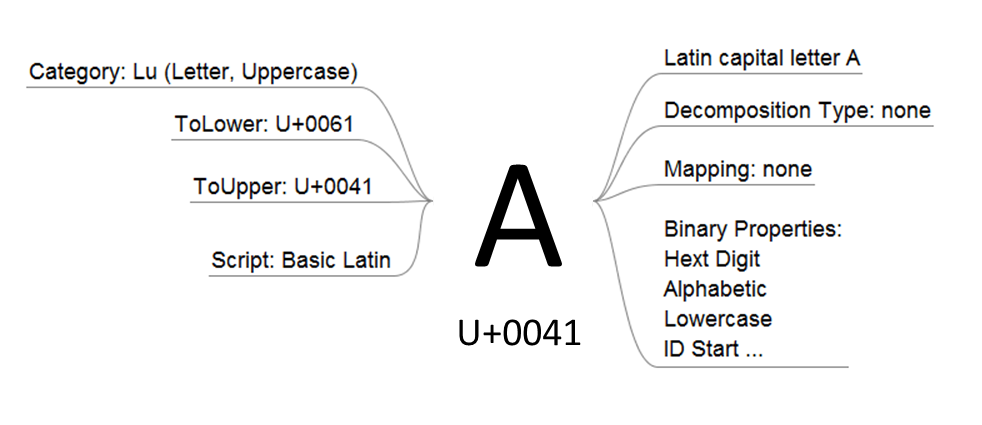 Category: Lu (Letter, Uppercase)
ToLower: U+0061
ToUpper: U+0041
Script: Basic Latin
A
U+0041
Latin capital letter A
Decomposition Type: none
Mapping: none
Binary Properties:
Hext Digit
Alphabetic
Lowercase
ID Start ...